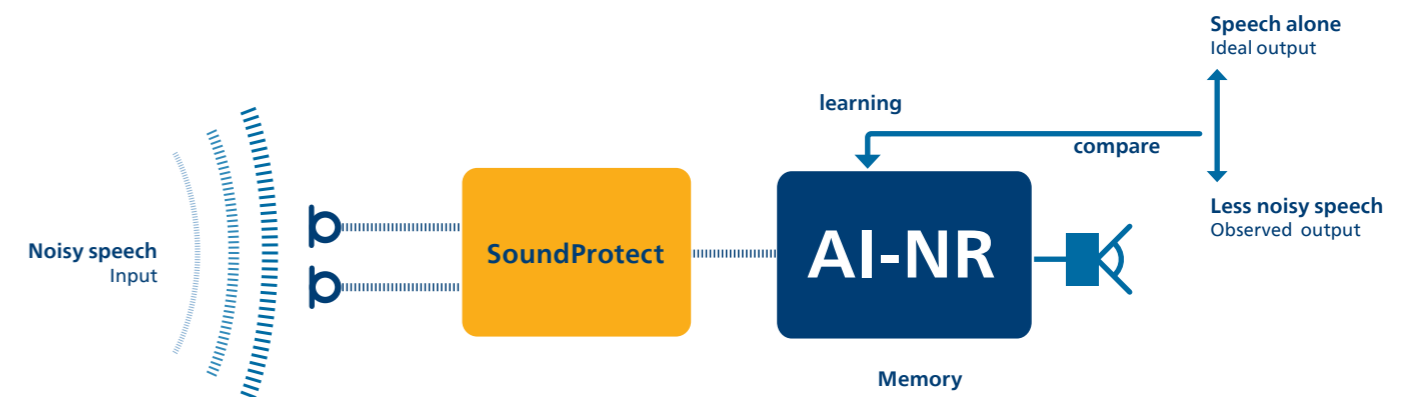 Speech alone
Ideal output
learning
compare
Noisy speech
Input
SoundProtect
AI-NR
Less noisy speech
Observed output
Memory